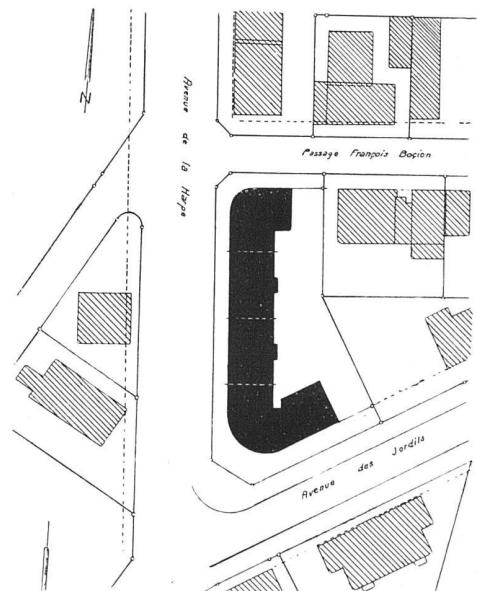 N
Avenue de la Harpe
Passage François Bocion
Avenue des Jordils